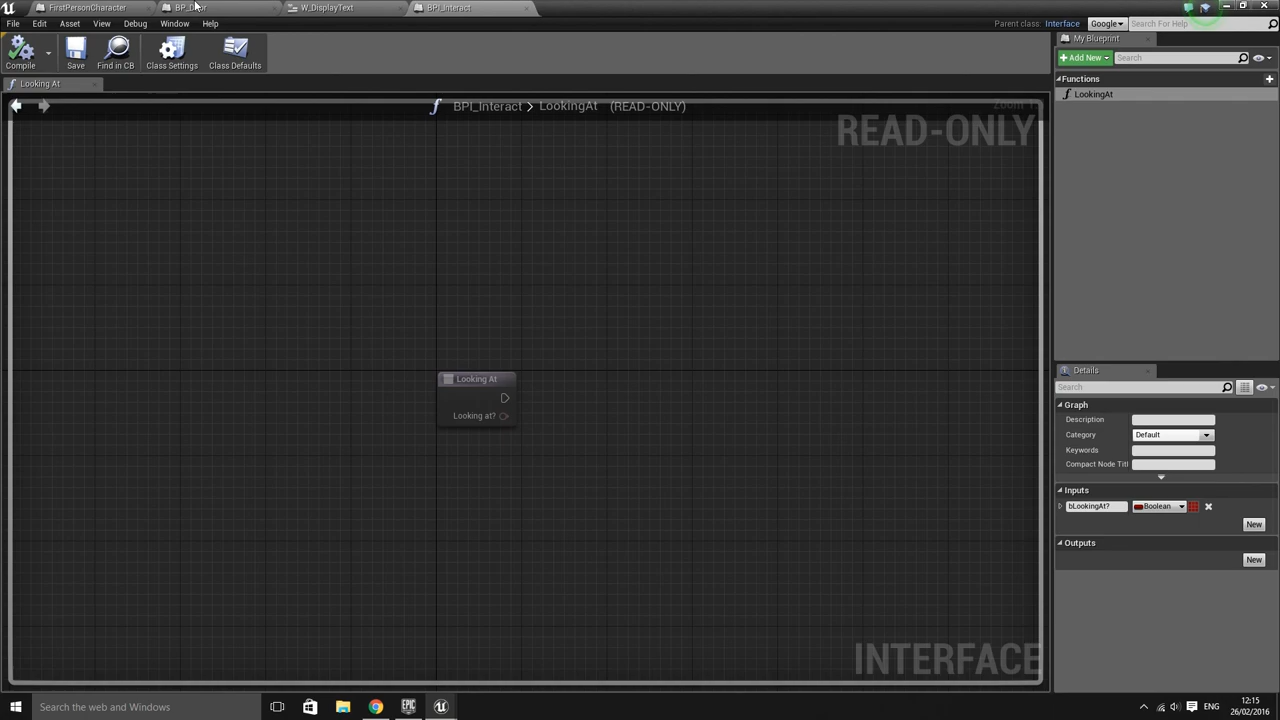 FirstPersonCharacter
W_DisplayText
BPI_Interact
File Edit Asset View Debug Window Help
Parent class: Interface
Google
Search For Help
Compile
Save
Find in CB
Class Settings
Class Defaults
My Blueprint
Add New
Search
Looking At
Functions
LookingAt
BPI_Interact > LookingAt (READ-ONLY)
READ-ONLY
Looking At
Looking at?
Details
Search
Graph
Description
Category
Default
Keywords
Compact Node Titl
Inputs
bLookingAt?
Boolean
New
Outputs
New
INTERFACE
Search the web and Windows
ENG
12:15
26/02/2016